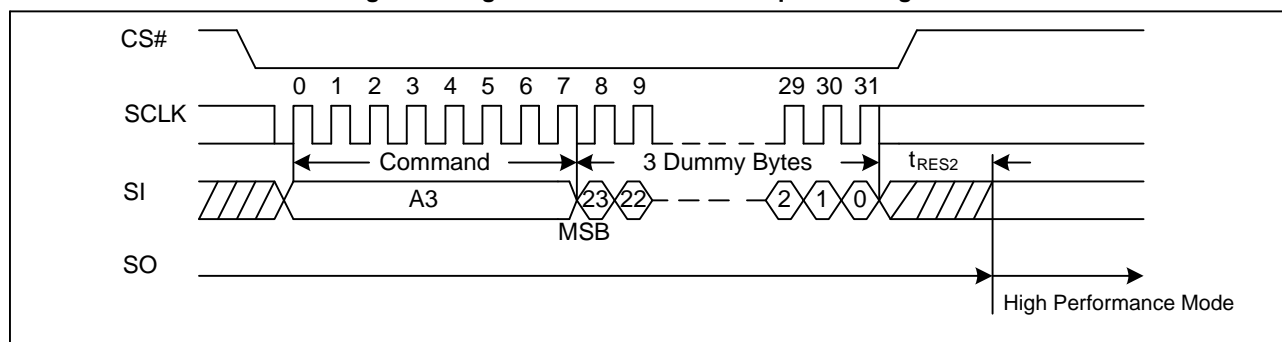 CS#
0 1 2 3 4 5 6 7 8 9 29 30 31
SCLK
Command 3 Dummy Bytes tRES2
SI A3 23 22 2 1 0
MSB
SO
High Performance Mode